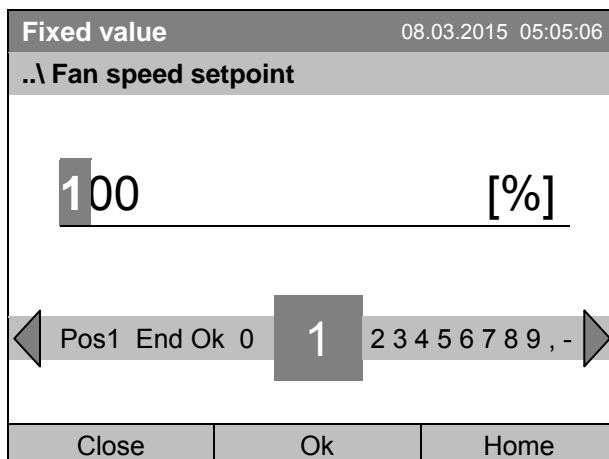 Fixed value 08.03.2015 05:05:06
..\ Fan speed setpoint
100 [%]
Pos1 End Ok 0 1 2 3 4 5 6 7 8 9 , -
Close Ok Home